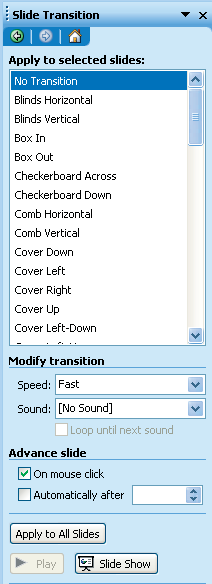 Slide Transition
Apply to selected slides:
No Transition
Blinds Horizontal
Blinds Vertical
Box In
Box Out
Checkerboard Across
Checkerboard Down
Comb Horizontal
Comb Vertical
Cover Down
Cover Left
Cover Right
Cover Up
Cover Left-Down
Modify transition
Speed: Fast
Sound: [No Sound]
Loop until next sound
Advance slide
On mouse click
Automatically after
Apply to All Slides
Play Slide Show